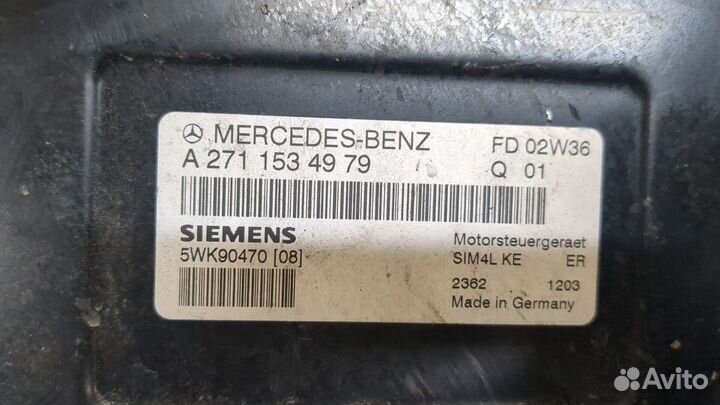 MERCEDES-BENZ FD 02W36
A 271 153 49 79 Q 01
SIEMENS Motorsteuergeraet
5WK90470 [08] SIM4L KE ER
2362 1203
Made in Germany
Avito